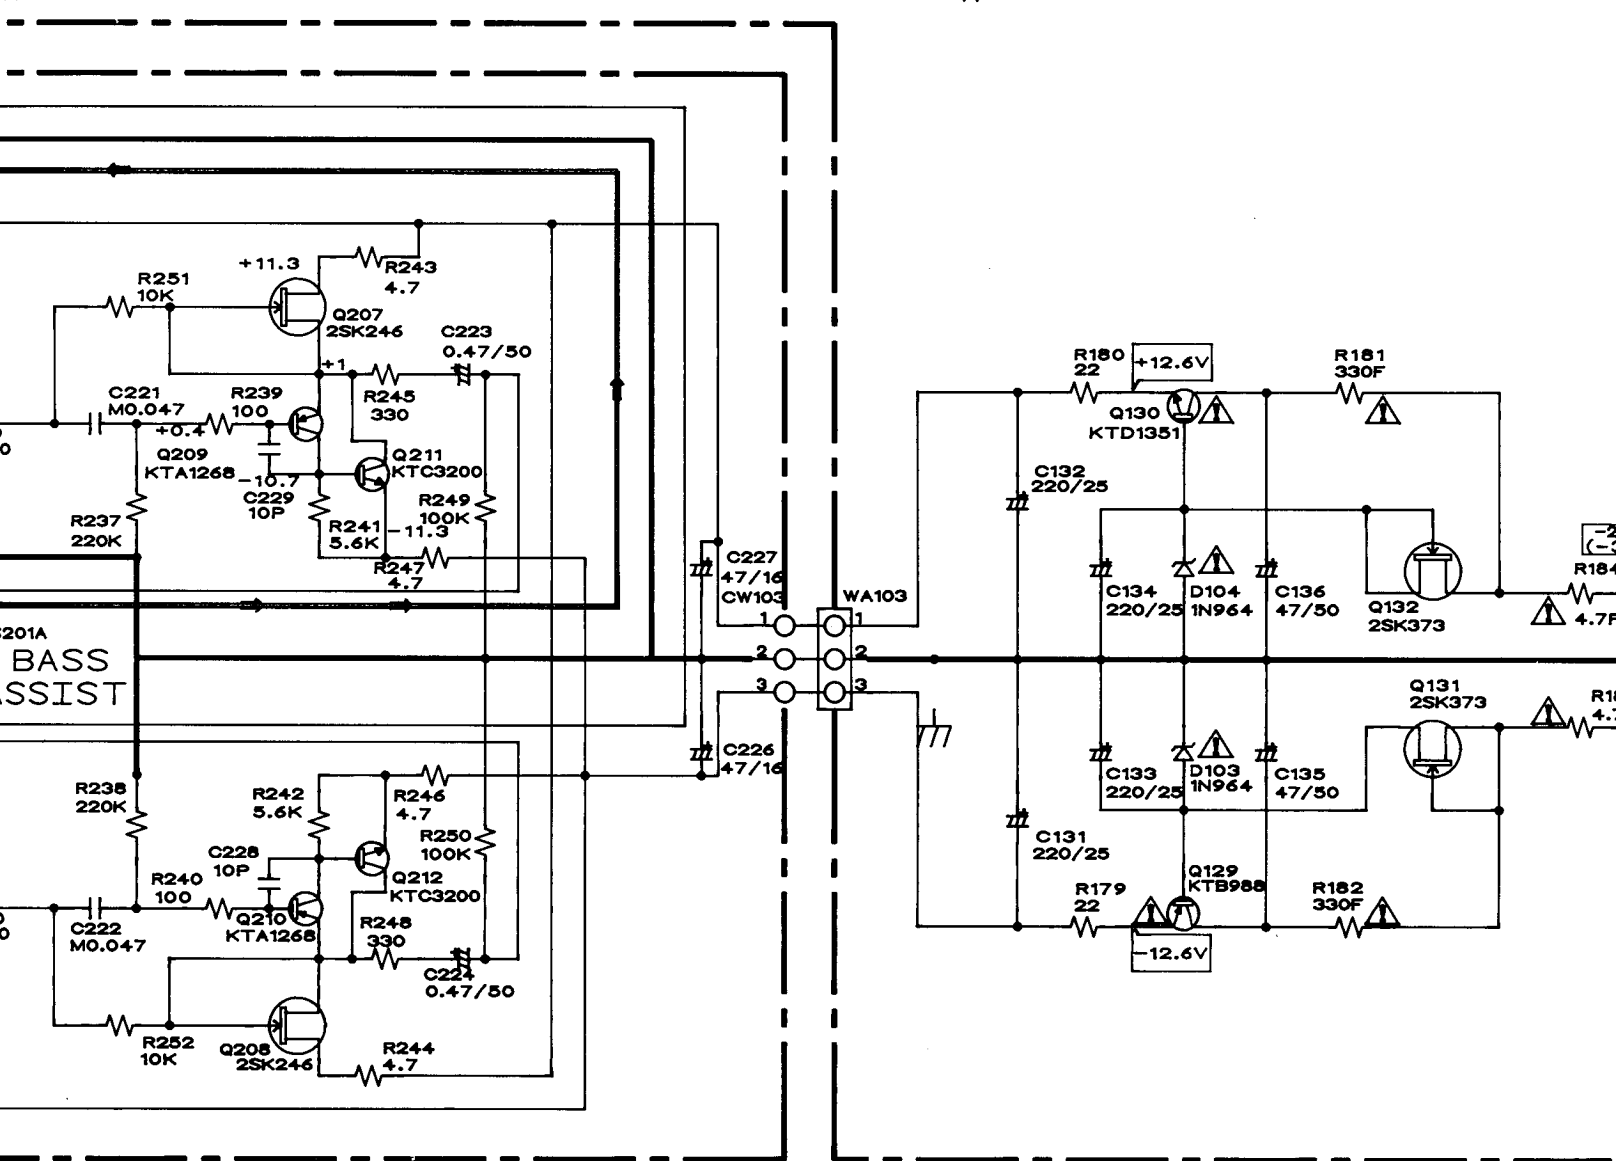 +11.3
R243
4.7
R251
10K
Q207
2SK246
C223
0.47/50
+1
R245
330
C221
M0.047
+0.4
R239
100
Q209
KTA1268
-10.7
C229
10P
Q211
KTC3200
R249
100K
R241
5.6K
-11.3
R237
220K
R247
4.7
C227
47/16
CW103
WA103
1
1
2
2
3
3
S201A
BASS
ASSIST
C226
47/16
R238
220K
R242
5.6K
R246
4.7
R250
100K
C228
10P
Q212
KTC3200
R240
100
Q210
KTA1268
C222
M0.047
R248
330
C224
0.47/50
R252
10K
Q208
2SK246
R244
4.7
R180
22
+12.6V
Q130
KTD1351
R181
330F
C132
220/25
C134
220/25
D104
1N964
C136
47/50
Q132
2SK373
R184
4.7F
Q131
2SK373
4.7
C133
220/25
D103
1N964
C135
47/50
C131
220/25
Q129
KTB988
R179
22
-12.6V
R182
330F